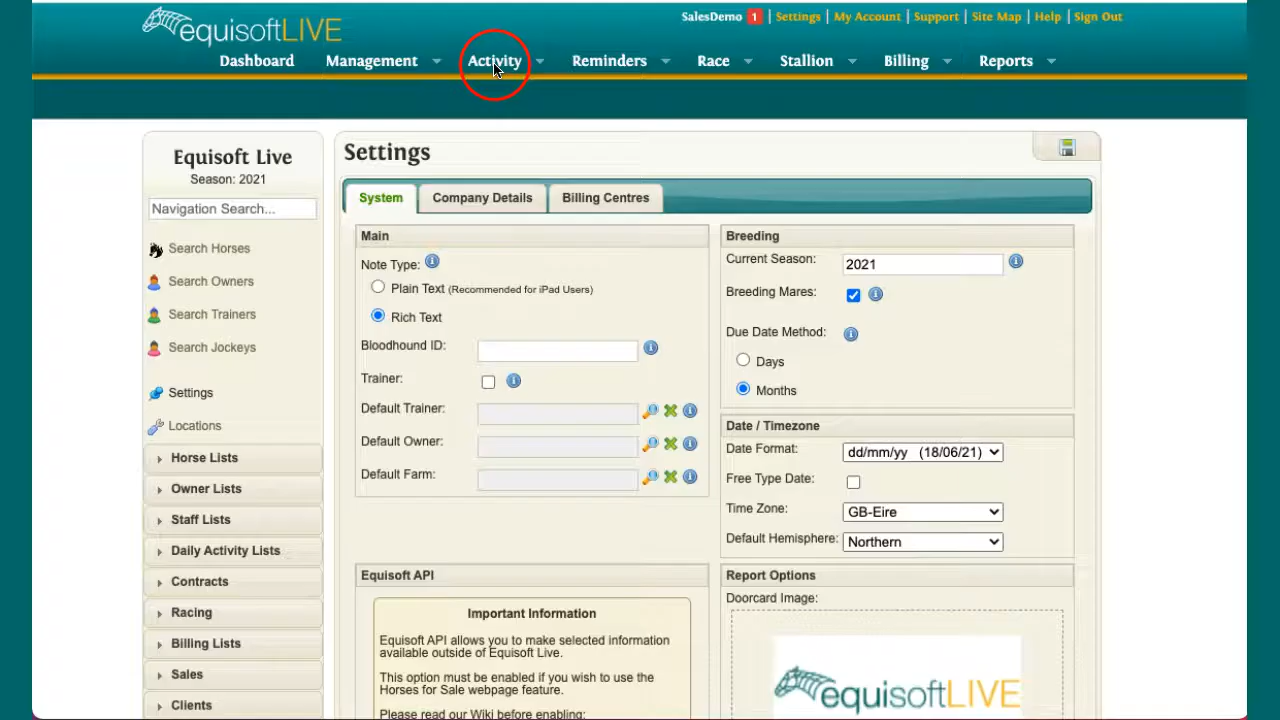 equisoftLIVE
SalesDemo 1 | Settings | My Account | Support | Site Map | Help | Sign Out
Dashboard Management Activity Reminders Race Stallion Billing Reports
Equisoft Live
Season: 2021
Navigation Search...
Search Horses
Search Owners
Search Trainers
Search Jockeys
Settings
Locations
Horse Lists
Owner Lists
Staff Lists
Daily Activity Lists
Contracts
Racing
Billing Lists
Sales
Clients
Settings
System Company Details Billing Centres
Main
Note Type:
Plain Text (Recommended for iPad Users)
Rich Text
Bloodhound ID:
Trainer:
Default Trainer:
Default Owner:
Default Farm:
Equisoft API
Important Information
Equisoft API allows you to make selected information
available outside of Equisoft Live.
This option must be enabled if you wish to use the
Horses for Sale webpage feature.
Please read our Wiki before enabling:
Breeding
Current Season: 2021
Breeding Mares:
Due Date Method:
Days
Months
Date / Timezone
Date Format: dd/mm/yy (18/06/21)
Free Type Date:
Time Zone: GB-Eire
Default Hemisphere: Northern
Report Options
Doorcard Image:
equisoftLIVE